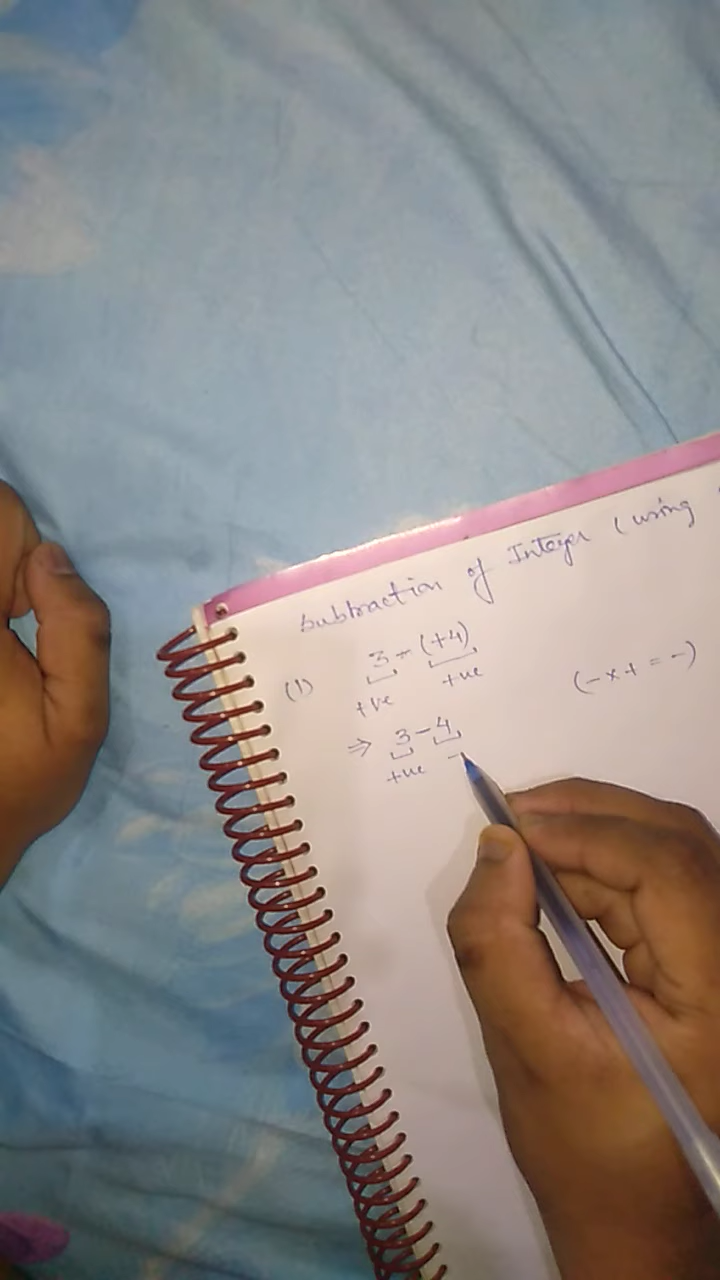 Subtraction of Integer (using
(1) 3 - (+4)
+ve +ve (- x + = -)
⇒ 3 - 4
+ve -